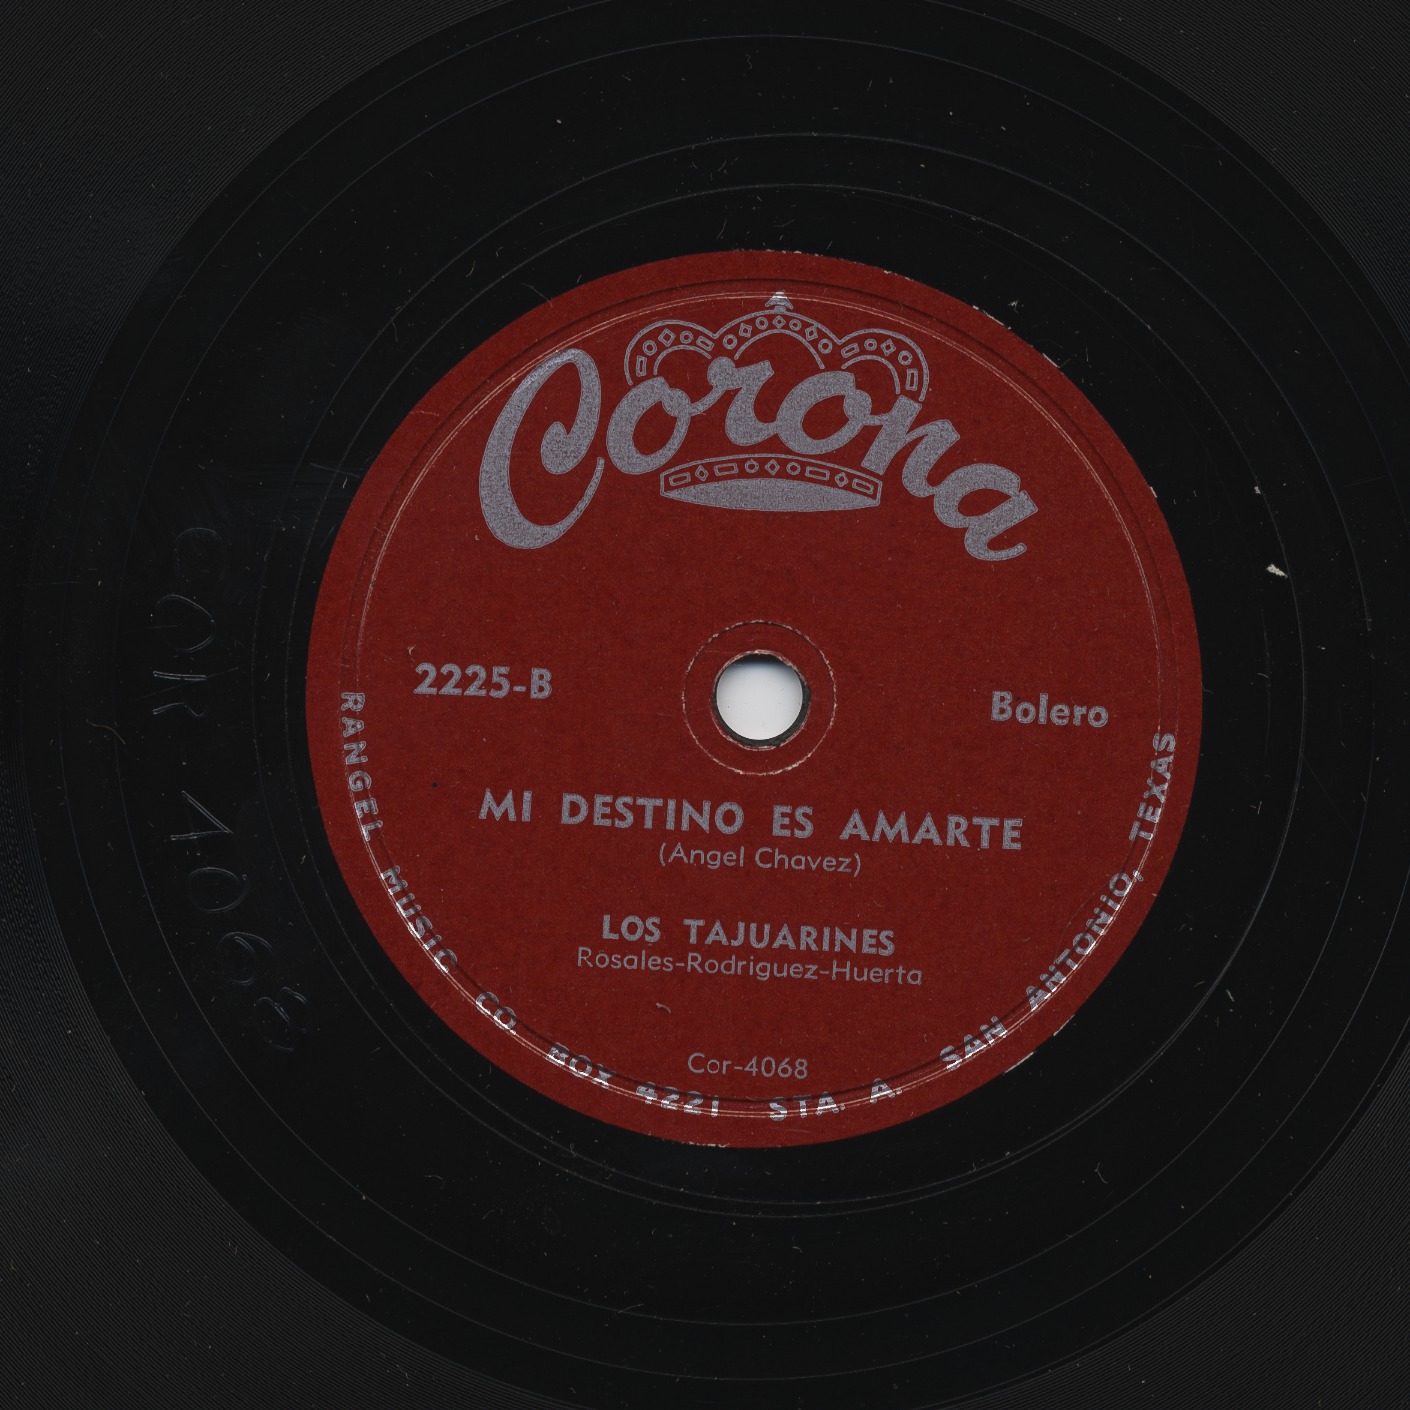 Corona
2225-B
Bolero
MI DESTINO ES AMARTE
(Angel Chavez)
LOS TAJUARINES
Rosales-Rodriguez-Huerta
Cor-4068
RANGEL MUSIC CO. BOX 4221 STA. A. SAN ANTONIO, TEXAS
COR 4068